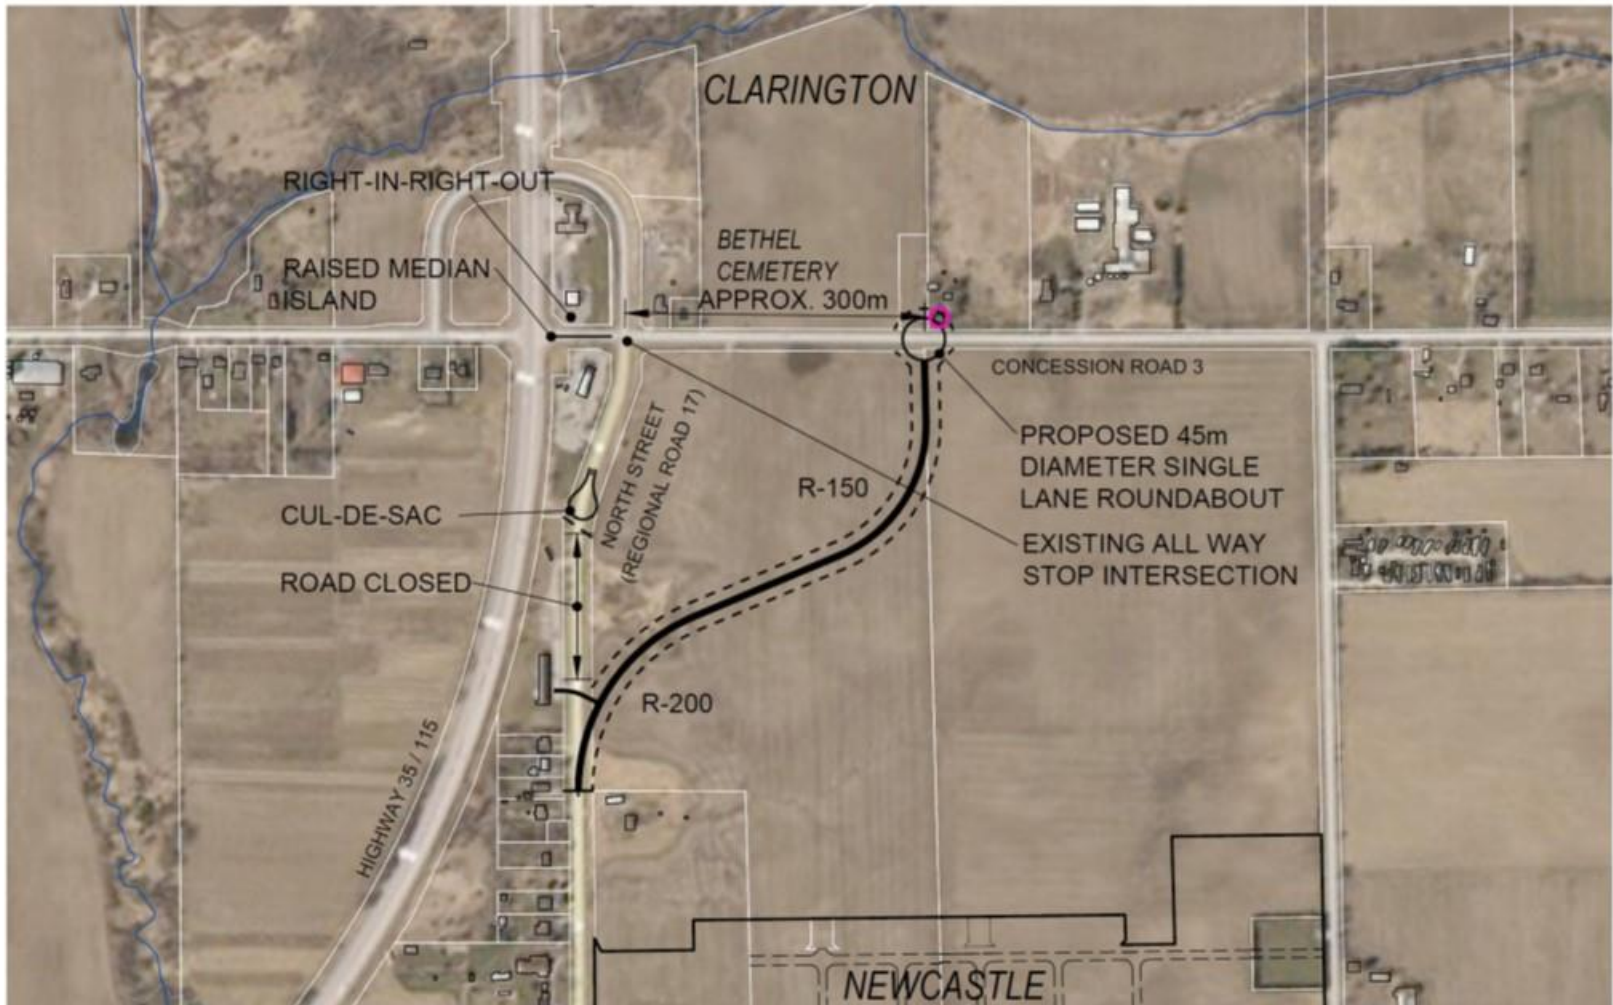 CLARINGTON
RIGHT-IN-RIGHT-OUT
BETHEL
CEMETERY
RAISED MEDIAN
ISLAND
APPROX. 300m
CONCESSION ROAD 3
NORTH STREET
(REGIONAL ROAD 17)
PROPOSED 45m
DIAMETER SINGLE
LANE ROUNDABOUT
R-150
CUL-DE-SAC
EXISTING ALL WAY
STOP INTERSECTION
ROAD CLOSED
R-200
HIGHWAY 35 / 115
NEWCASTLE